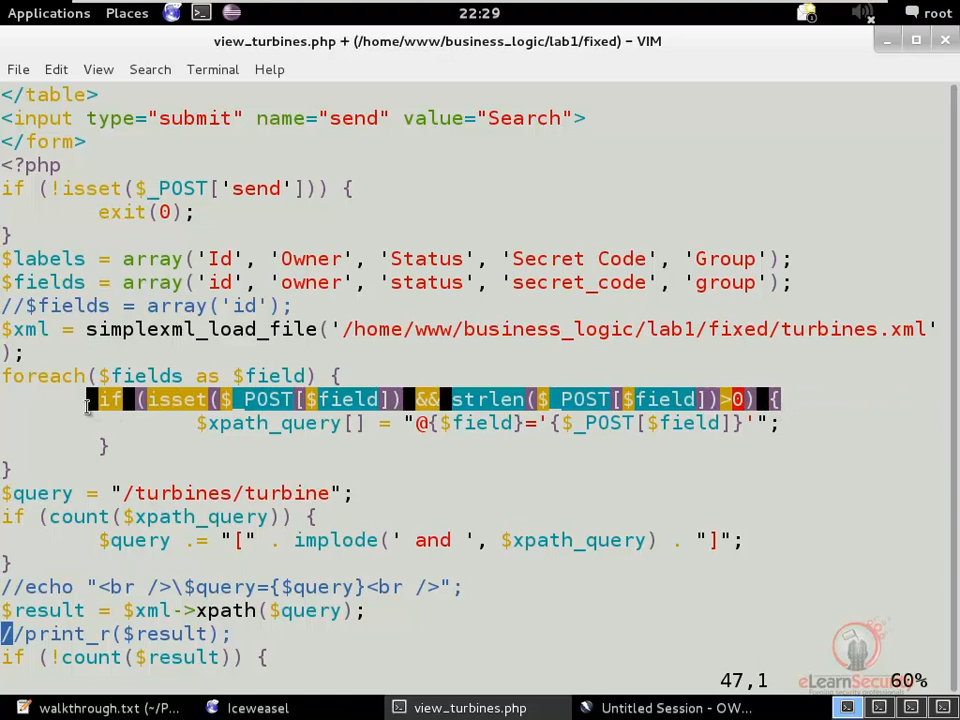 Applications Places 22:29 root
view_turbines.php + (/home/www/business_logic/lab1/fixed) – VIM
File Edit View Search Terminal Help
</table>
<input type="submit" name="send" value="Search">
</form>
<?php
if (!isset($_POST['send'])) {
        exit(0);
}
$labels = array('Id', 'Owner', 'Status', 'Secret Code', 'Group');
$fields = array('id', 'owner', 'status', 'secret_code', 'group');
//$fields = array('id');
$xml = simplexml_load_file('/home/www/business_logic/lab1/fixed/turbines.xml'
);
foreach($fields as $field) {
        if (isset($_POST[$field]) && strlen($_POST[$field])>0) {
                $xpath_query[] = "@{$field}='{$_POST[$field]}'";
        }
}
$query = "/turbines/turbine";
if (count($xpath_query)) {
        $query .= "[" . implode(' and ', $xpath_query) . "]";
}
//echo "<br />\$query={$query}<br />";
$result = $xml->xpath($query);
//print_r($result);
if (!count($result)) {
47,1 60%
eLearnSecurity
walkthrough.txt (~/P... Iceweasel view_turbines.php Untitled Session - OW...